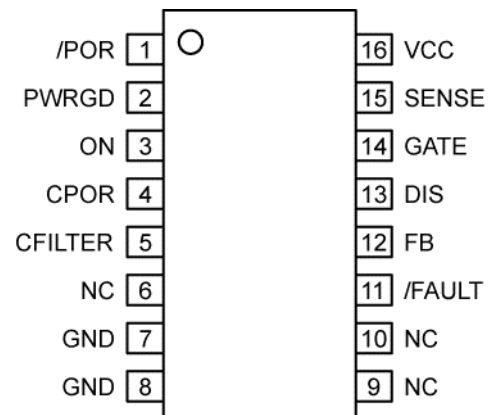 /POR 1 16 VCC
PWRGD 2 15 SENSE
ON 3 14 GATE
CPOR 4 13 DIS
CFILTER 5 12 FB
NC 6 11 /FAULT
GND 7 10 NC
GND 8 9 NC